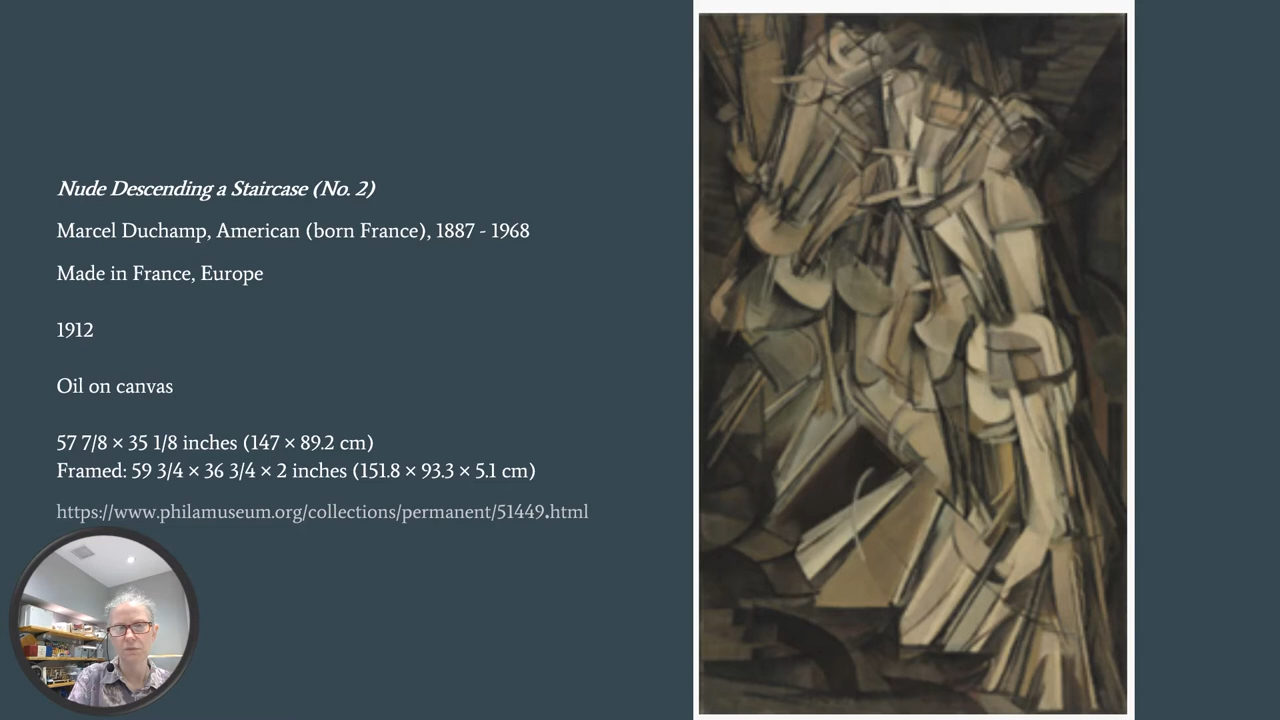 Nude Descending a Staircase (No. 2)
Marcel Duchamp, American (born France), 1887 - 1968
Made in France, Europe
1912
Oil on canvas
57 7/8 × 35 1/8 inches (147 × 89.2 cm)
Framed: 59 3/4 × 36 3/4 × 2 inches (151.8 × 93.3 × 5.1 cm)
https://www.philamuseum.org/collections/permanent/51449.html